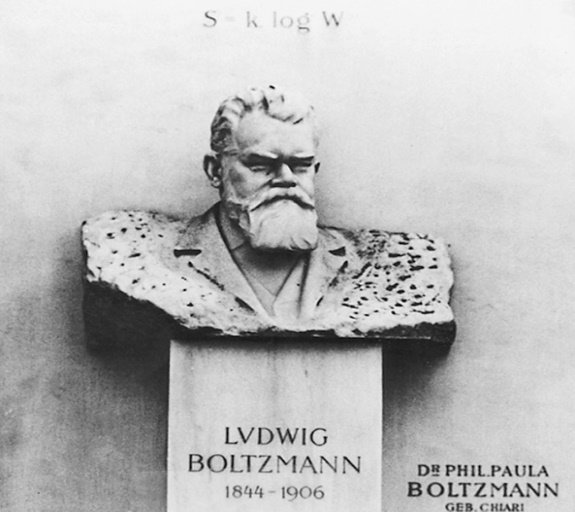 S = k. log W
LVDWIG
BOLTZMANN
1844-1906
DR PHIL. PAULA
BOLTZMANN
GEB. CHIARI